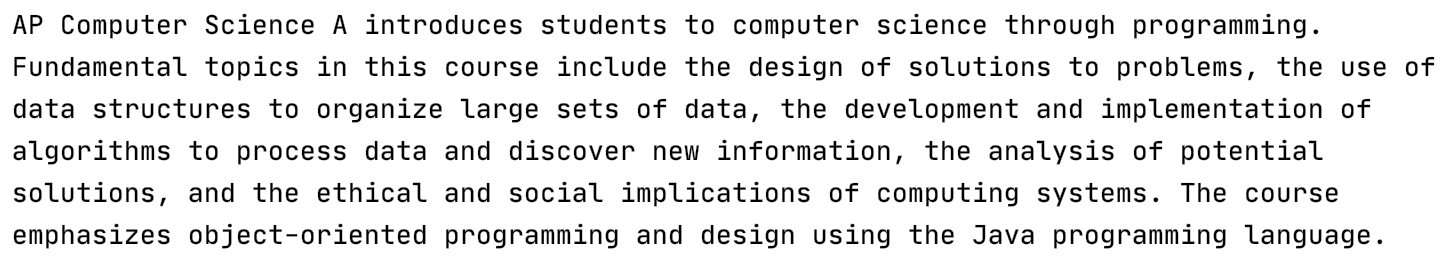 AP Computer Science A introduces students to computer science through programming.
Fundamental topics in this course include the design of solutions to problems, the use of
data structures to organize large sets of data, the development and implementation of
algorithms to process data and discover new information, the analysis of potential
solutions, and the ethical and social implications of computing systems. The course
emphasizes object-oriented programming and design using the Java programming language.